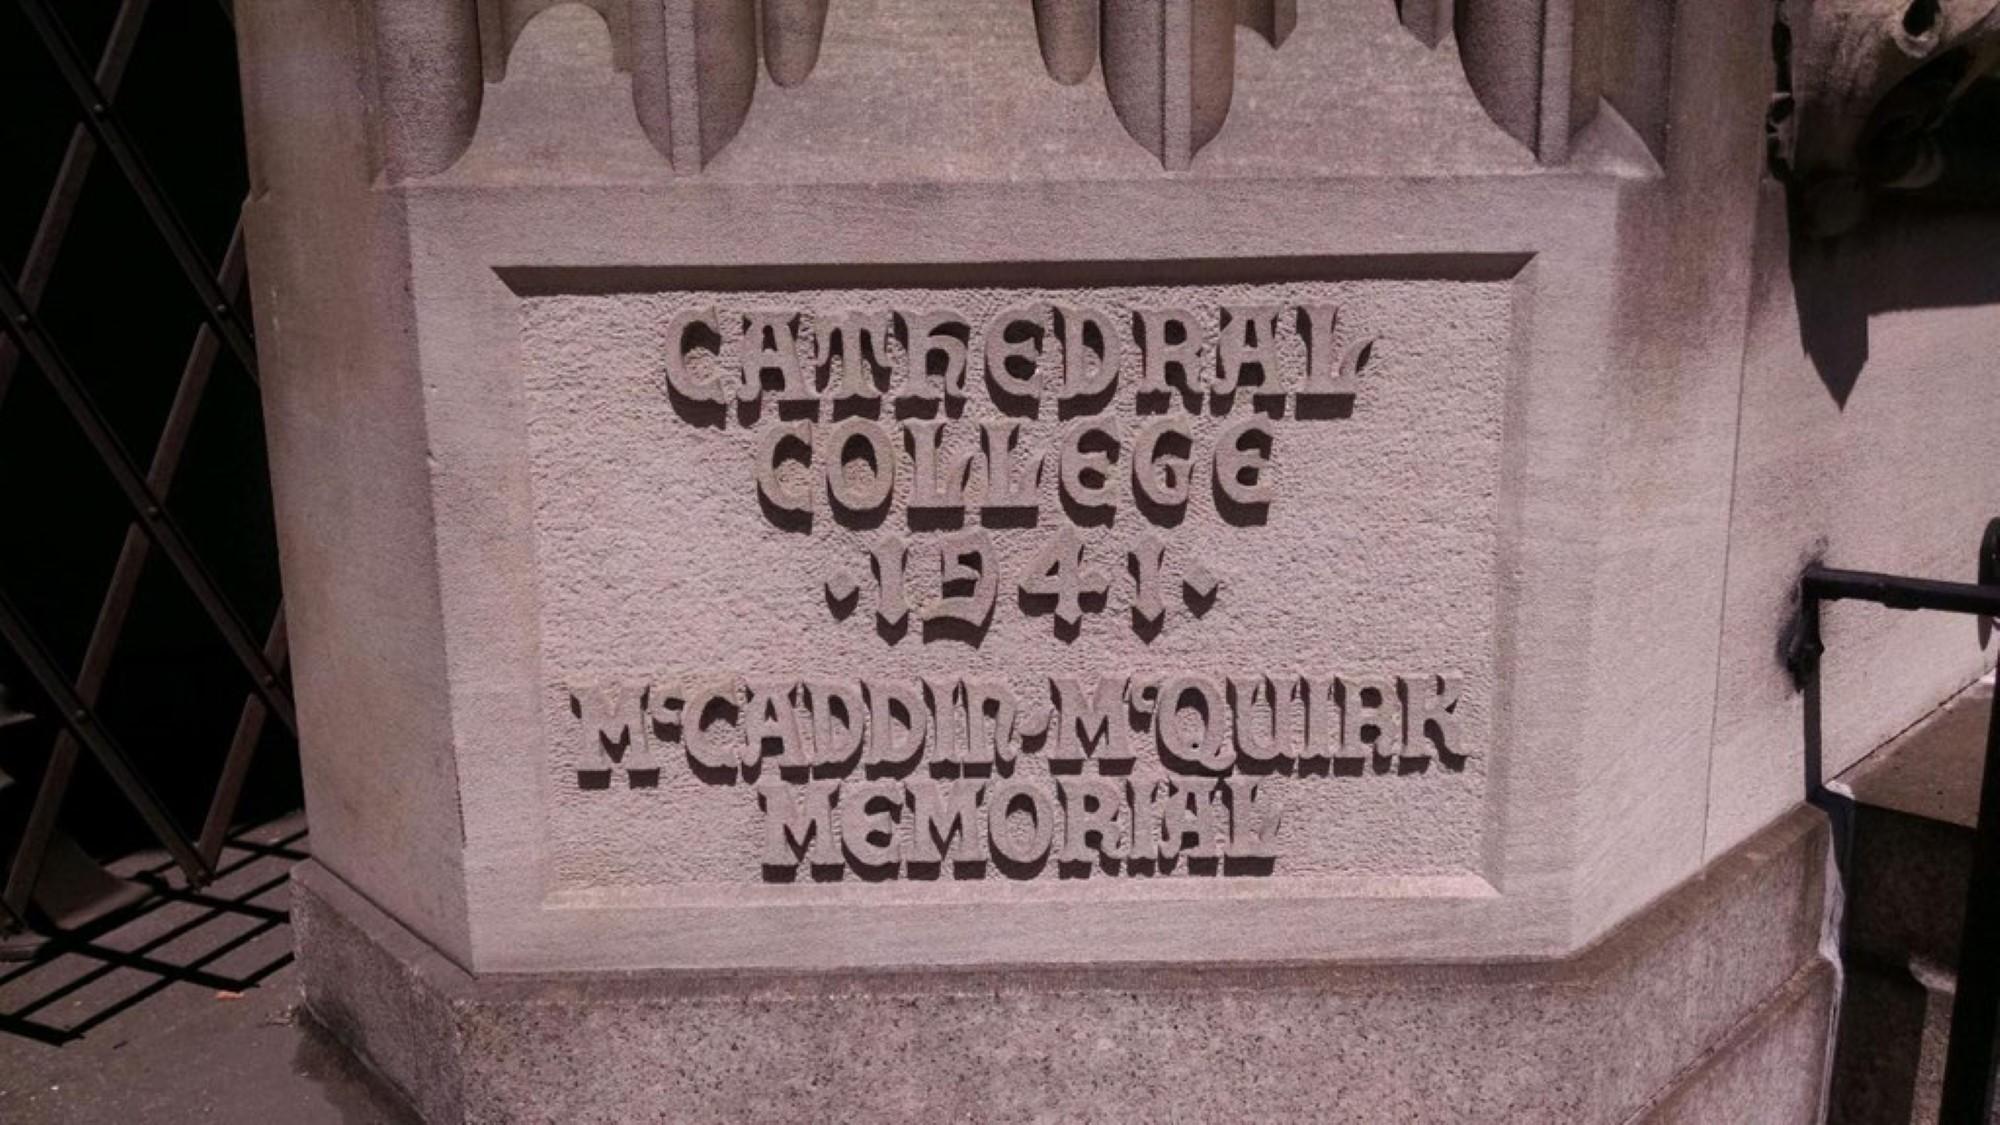 CATHEDRAL
COLLEGE
·1941·
McCADDIN·McQUIRK
MEMORIAL